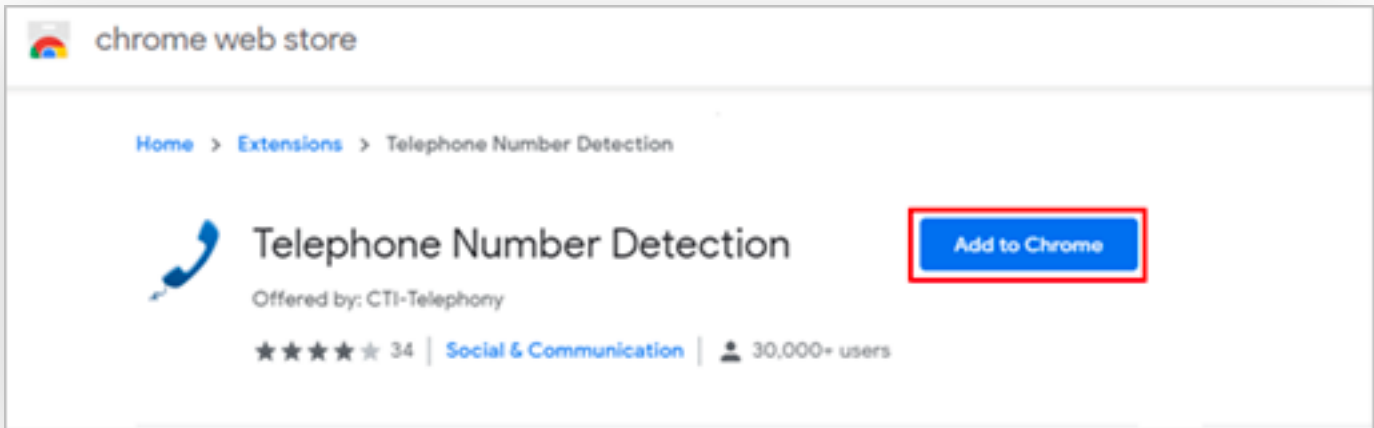 chrome web store
Home > Extensions > Telephone Number Detection
Telephone Number Detection
Add to Chrome
Offered by: CTI-Telephony
34 | Social & Communication | 30,000+ users